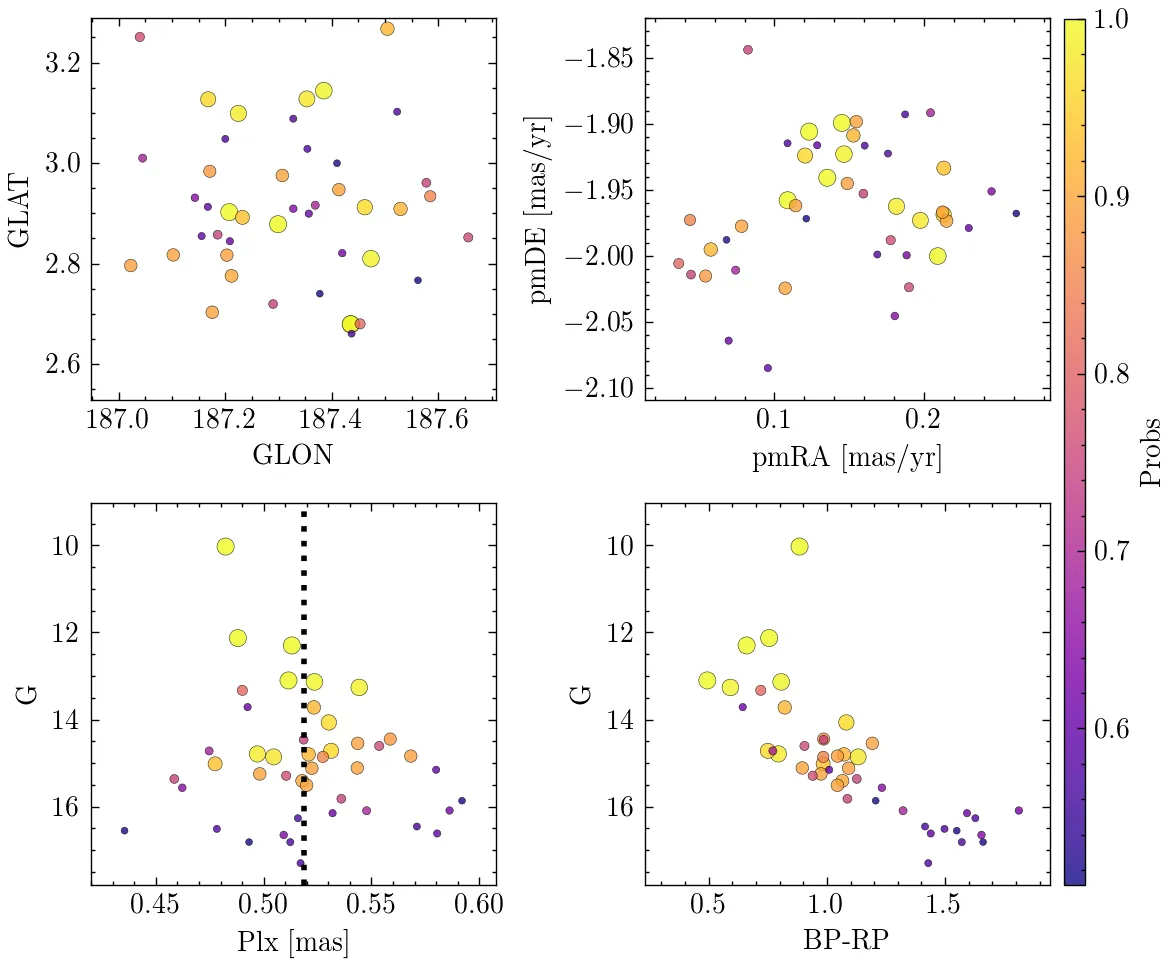 3.2
3.0
2.8
2.6
GLAT
187.0 187.2 187.4 187.6
GLON
−1.85
−1.90
−1.95
−2.00
−2.05
−2.10
pmDE [mas/yr]
0.1 0.2
pmRA [mas/yr]
10
12
14
16
G
0.45 0.50 0.55 0.60
Plx [mas]
10
12
14
16
G
0.5 1.0 1.5
BP-RP
1.0
0.9
0.8
0.7
0.6
Probs